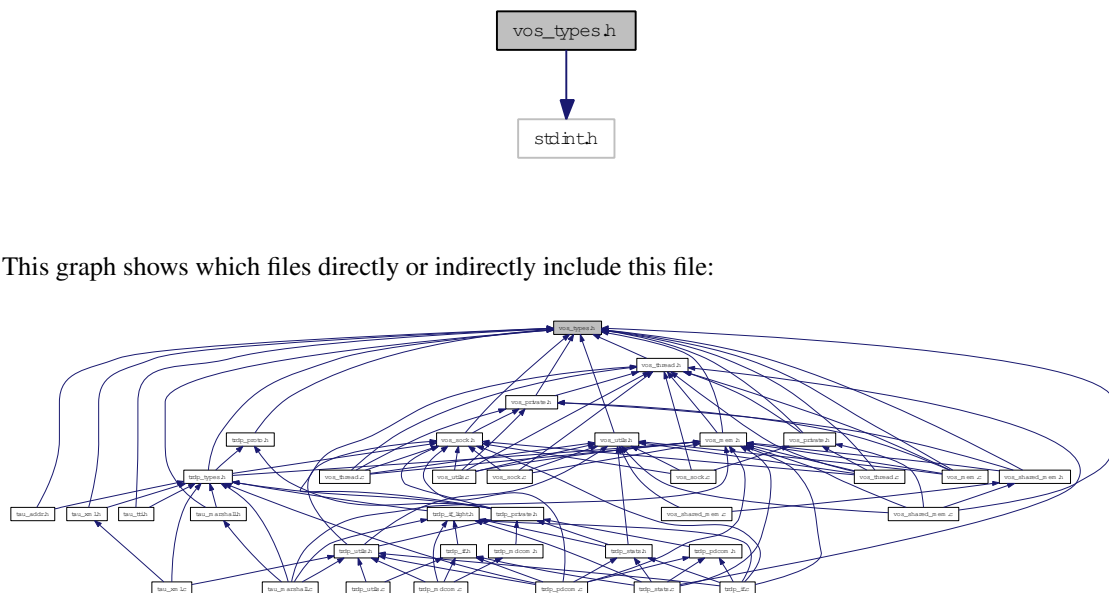 vos_types.h
stdint.h
This graph shows which files directly or indirectly include this file:
vos_types.h
vos_thread.h
vos_private.h
trdp_proto.h vos_sock.h vos_utils.h vos_mem.h vos_private.h
trdp_types.h vos_thread.c vos_utils.c vos_sock.c vos_sock.c vos_thread.c vos_mem.c vos_shared_mem.h
tau_addr.h tau_xml.h tau_tti.h tau_marshall.h trdp_if_light.h trdp_private.h vos_shared_mem.c vos_shared_mem.c
trdp_utils.h trdp_if.h trdp_mdcom.h trdp_stats.h trdp_pdcom.h
tau_xml.c tau_marshall.c trdp_utils.c trdp_mdcom.c trdp_pdcom.c trdp_stats.c trdp_if.c